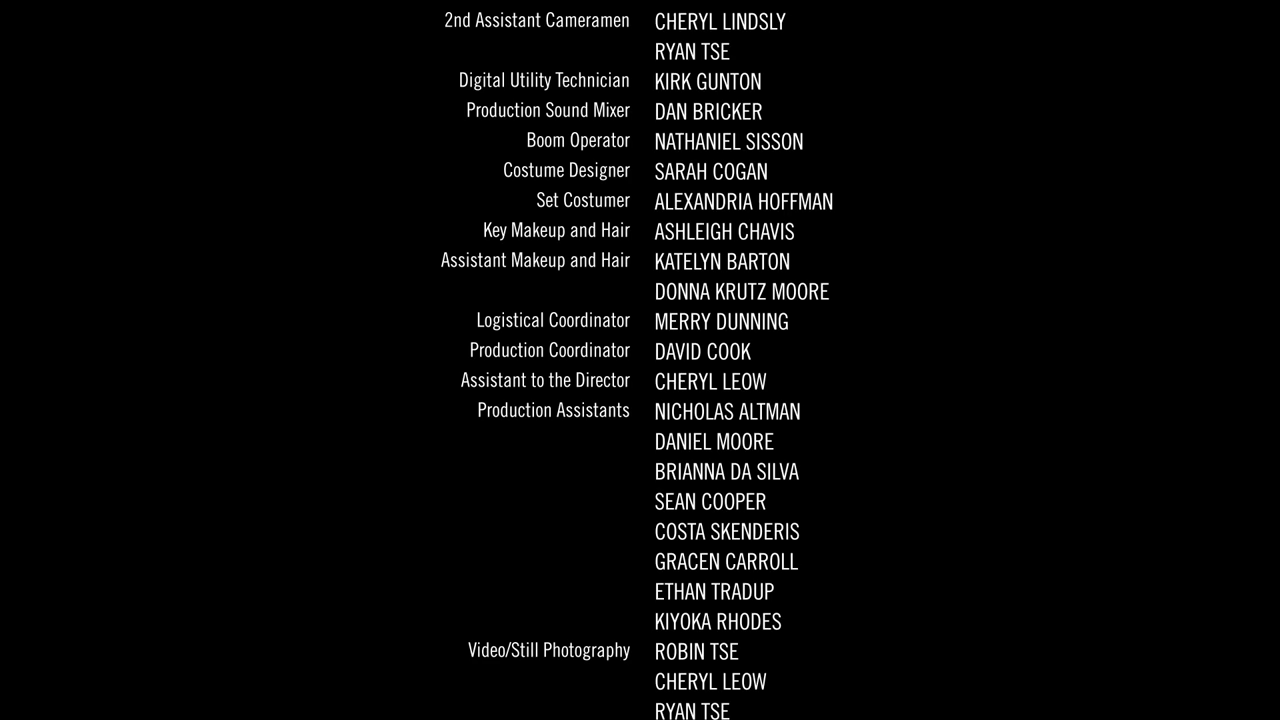 2nd Assistant Cameramen CHERYL LINDSLY
RYAN TSE
Digital Utility Technician KIRK GUNTON
Production Sound Mixer DAN BRICKER
Boom Operator NATHANIEL SISSON
Costume Designer SARAH COGAN
Set Costumer ALEXANDRIA HOFFMAN
Key Makeup and Hair ASHLEIGH CHAVIS
Assistant Makeup and Hair KATELYN BARTON
DONNA KRUTZ MOORE
Logistical Coordinator MERRY DUNNING
Production Coordinator DAVID COOK
Assistant to the Director CHERYL LEOW
Production Assistants NICHOLAS ALTMAN
DANIEL MOORE
BRIANNA DA SILVA
SEAN COOPER
COSTA SKENDERIS
GRACEN CARROLL
ETHAN TRADUP
KIYOKA RHODES
Video/Still Photography ROBIN TSE
CHERYL LEOW
RYAN TSE